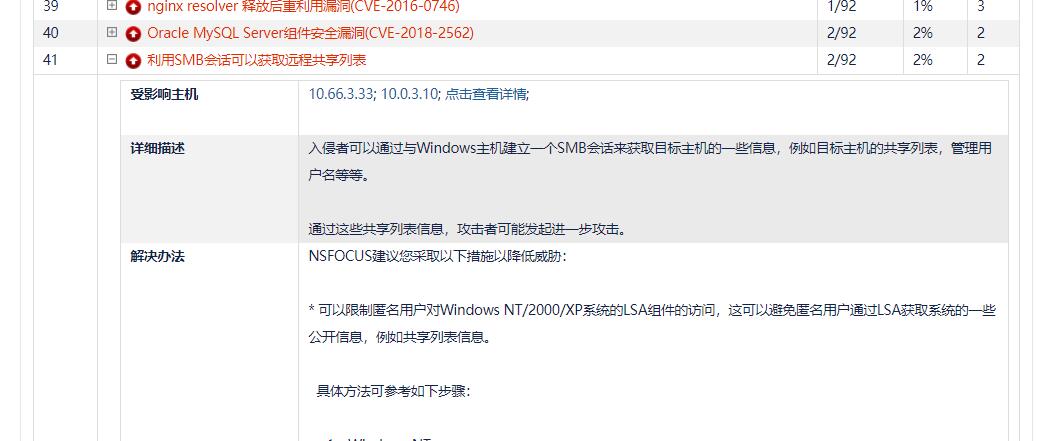 39 nginx resolver 释放后重利用漏洞(CVE-2016-0746) 1/92 1% 3
40 Oracle MySQL Server组件安全漏洞(CVE-2018-2562) 2/92 2% 2
41 利用SMB会话可以获取远程共享列表 2/92 2% 2
受影响主机 10.66.3.33; 10.0.3.10; 点击查看详情;
详细描述 入侵者可以通过与Windows主机建立一个SMB会话来获取目标主机的一些信息，例如目标主机的共享列表，管理用
户名等等。
通过这些共享列表信息，攻击者可能发起进一步攻击。
解决办法 NSFOCUS建议您采取以下措施以降低威胁：
* 可以限制匿名用户对Windows NT/2000/XP系统的LSA组件的访问，这可以避免匿名用户通过LSA获取系统的一些
公开信息，例如共享列表信息。
具体方法可参考如下步骤：